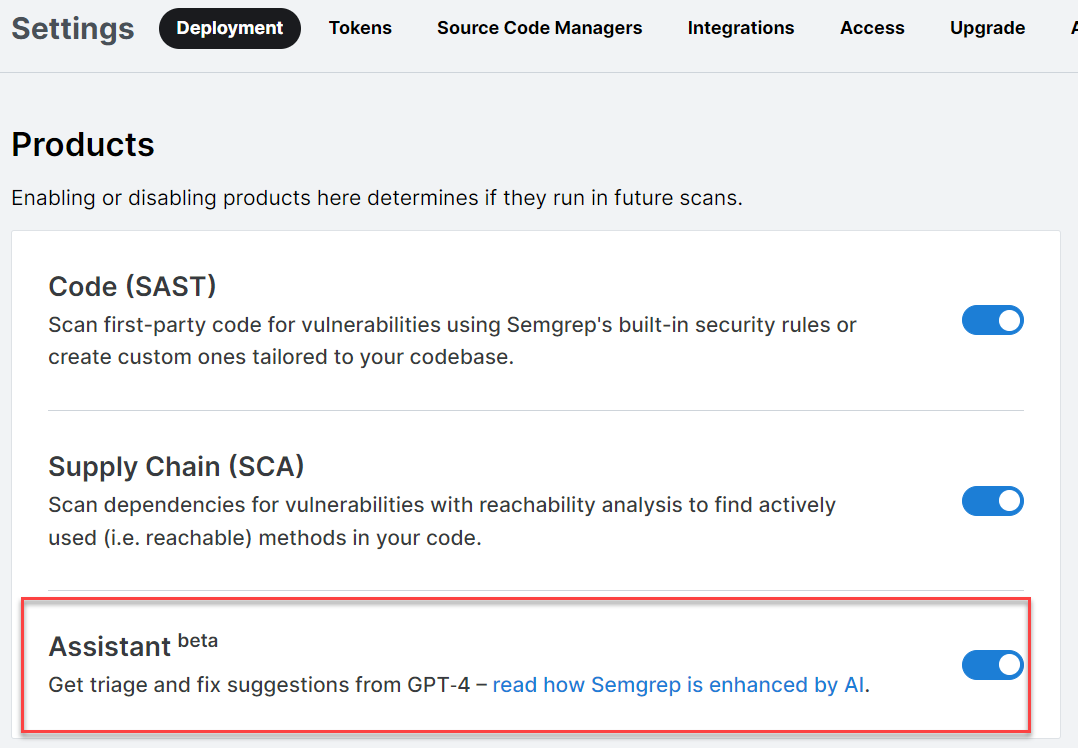 Settings Deployment Tokens Source Code Managers Integrations Access Upgrade
Products
Enabling or disabling products here determines if they run in future scans.
Code (SAST)
Scan first-party code for vulnerabilities using Semgrep's built-in security rules or
create custom ones tailored to your codebase.
Supply Chain (SCA)
Scan dependencies for vulnerabilities with reachability analysis to find actively
used (i.e. reachable) methods in your code.
Assistant beta
Get triage and fix suggestions from GPT-4 – read how Semgrep is enhanced by AI.